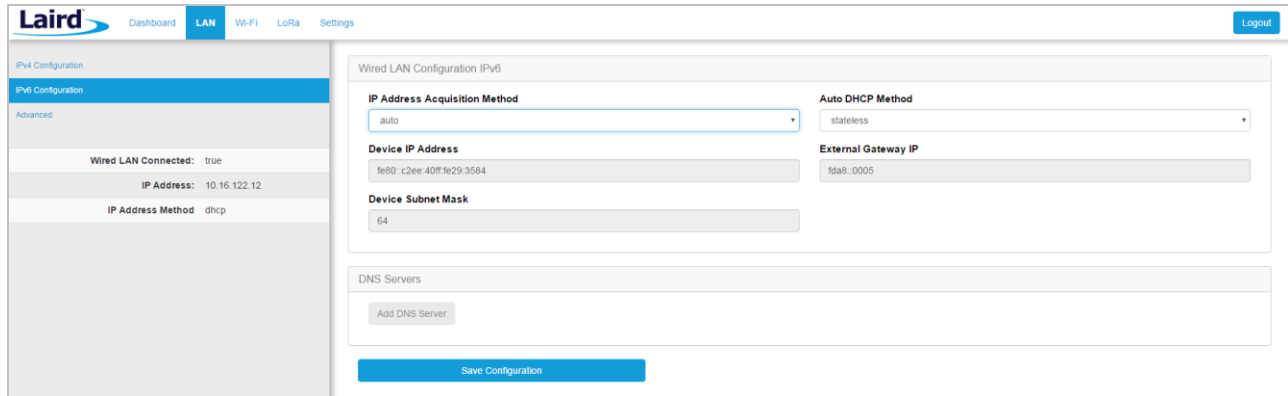 Laird
Dashboard LAN Wi-Fi LoRa Settings Logout
IPv4 Configuration
IPv6 Configuration
Advanced
Wired LAN Connected: true
IP Address: 10.16.122.12
IP Address Method dhcp
Wired LAN Configuration IPv6
IP Address Acquisition Method Auto DHCP Method
auto stateless
Device IP Address External Gateway IP
fe80::c2ee:40ff:fe29:3584 fda8::0005
Device Subnet Mask
64
DNS Servers
Add DNS Server
Save Configuration